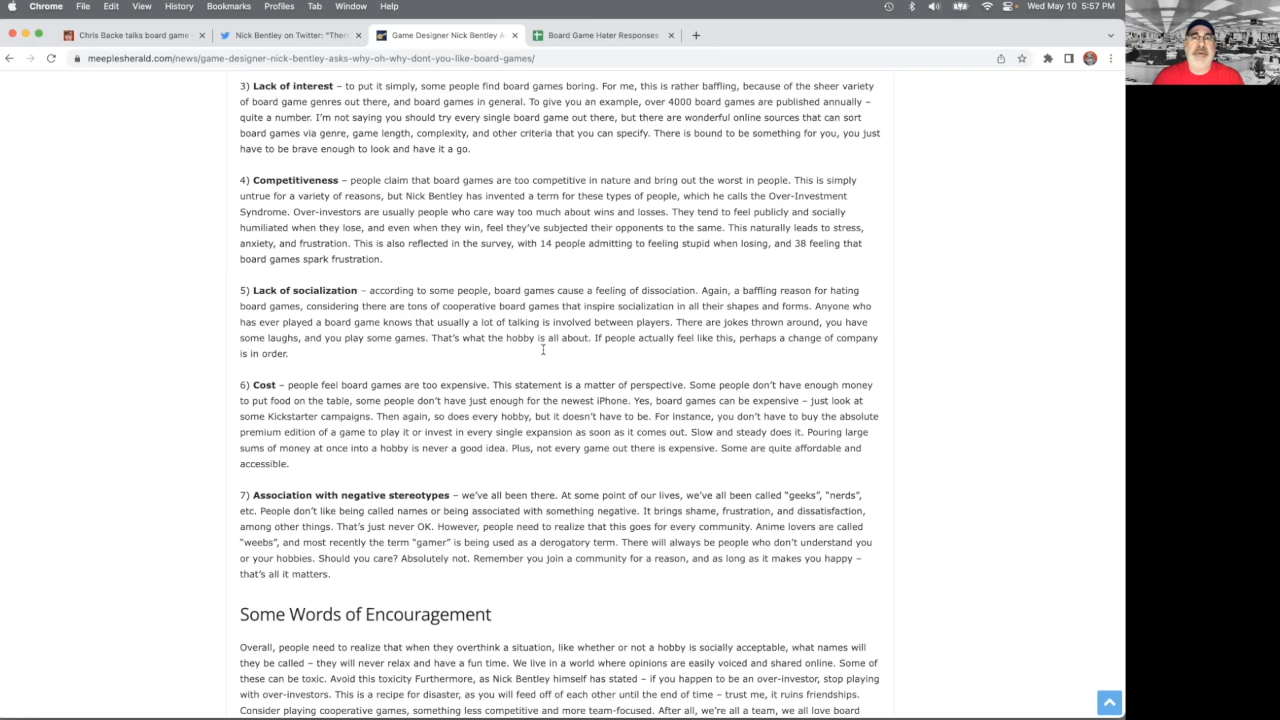 Chrome File Edit View History Bookmarks Profiles Tab Window Help Wed May 10 5:57 PM
Chris Backe talks board game Nick Bentley on Twitter: "Ther Game Designer Nick Bentley A Board Game Hater Responses
meeplesherald.com/news/game-designer-nick-bentley-asks-why-oh-why-dont-you-like-board-games/
3) Lack of interest – to put it simply, some people find board games boring. For me, this is rather baffling, because of the sheer variety
of board game genres out there, and board games in general. To give you an example, over 4000 board games are published annually –
quite a number. I'm not saying you should try every single board game out there, but there are wonderful online sources that can sort
board games via genre, game length, complexity, and other criteria that you can specify. There is bound to be something for you, you just
have to be brave enough to look and have it a go.
4) Competitiveness – people claim that board games are too competitive in nature and bring out the worst in people. This is simply
untrue for a variety of reasons, but Nick Bentley has invented a term for these types of people, which he calls the Over-Investment
Syndrome. Over-investors are usually people who care way too much about wins and losses. They tend to feel publicly and socially
humiliated when they lose, and even when they win, feel they've subjected their opponents to the same. This naturally leads to stress,
anxiety, and frustration. This is also reflected in the survey, with 14 people admitting to feeling stupid when losing, and 38 feeling that
board games spark frustration.
5) Lack of socialization – according to some people, board games cause a feeling of dissociation. Again, a baffling reason for hating
board games, considering there are tons of cooperative board games that inspire socialization in all their shapes and forms. Anyone who
has ever played a board game knows that usually a lot of talking is involved between players. There are jokes thrown around, you have
some laughs, and you play some games. That's what the hobby is all about. If people actually feel like this, perhaps a change of company
is in order.
6) Cost – people feel board games are too expensive. This statement is a matter of perspective. Some people don't have enough money
to put food on the table, some people don't have just enough for the newest iPhone. Yes, board games can be expensive – just look at
some Kickstarter campaigns. Then again, so does every hobby, but it doesn't have to be. For instance, you don't have to buy the absolute
premium edition of a game to play it or invest in every single expansion as soon as it comes out. Slow and steady does it. Pouring large
sums of money at once into a hobby is never a good idea. Plus, not every game out there is expensive. Some are quite affordable and
accessible.
7) Association with negative stereotypes – we've all been there. At some point of our lives, we've all been called "geeks", "nerds",
etc. People don't like being called names or being associated with something negative. It brings shame, frustration, and dissatisfaction,
among other things. That's just never OK. However, people need to realize that this goes for every community. Anime lovers are called
"weebs", and most recently the term "gamer" is being used as a derogatory term. There will always be people who don't understand you
or your hobbies. Should you care? Absolutely not. Remember you join a community for a reason, and as long as it makes you happy –
that's all it matters.
Some Words of Encouragement
Overall, people need to realize that when they overthink a situation, like whether or not a hobby is socially acceptable, what names will
they be called – they will never relax and have a fun time. We live in a world where opinions are easily voiced and shared online. Some of
these can be toxic. Avoid this toxicity Furthermore, as Nick Bentley himself has stated – if you happen to be an over-investor, stop playing
with over-investors. This is a recipe for disaster, as you will feed off of each other until the end of time – trust me, it ruins friendships.
Consider playing cooperative games, something less competitive and more team-focused. After all, we're all a team, we all love board